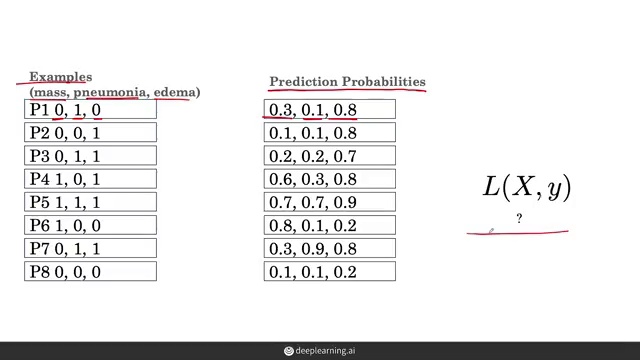 Examples
(mass, pneumonia, edema)
P1 0, 1, 0
P2 0, 0, 1
P3 0, 1, 1
P4 1, 0, 1
P5 1, 1, 1
P6 1, 0, 0
P7 0, 1, 1
P8 0, 0, 0
Prediction Probabilities
0.3, 0.1, 0.8
0.1, 0.1, 0.8
0.2, 0.2, 0.7
0.6, 0.3, 0.8
0.7, 0.7, 0.9
0.8, 0.1, 0.2
0.3, 0.9, 0.8
0.1, 0.1, 0.2
L(X, y)
?
deeplearning.ai